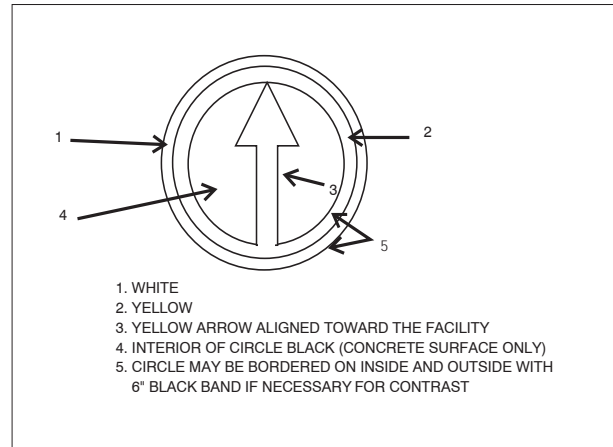 1
2
3
4
5
1. WHITE
2. YELLOW
3. YELLOW ARROW ALIGNED TOWARD THE FACILITY
4. INTERIOR OF CIRCLE BLACK (CONCRETE SURFACE ONLY)
5. CIRCLE MAY BE BORDERED ON INSIDE AND OUTSIDE WITH
6" BLACK BAND IF NECESSARY FOR CONTRAST